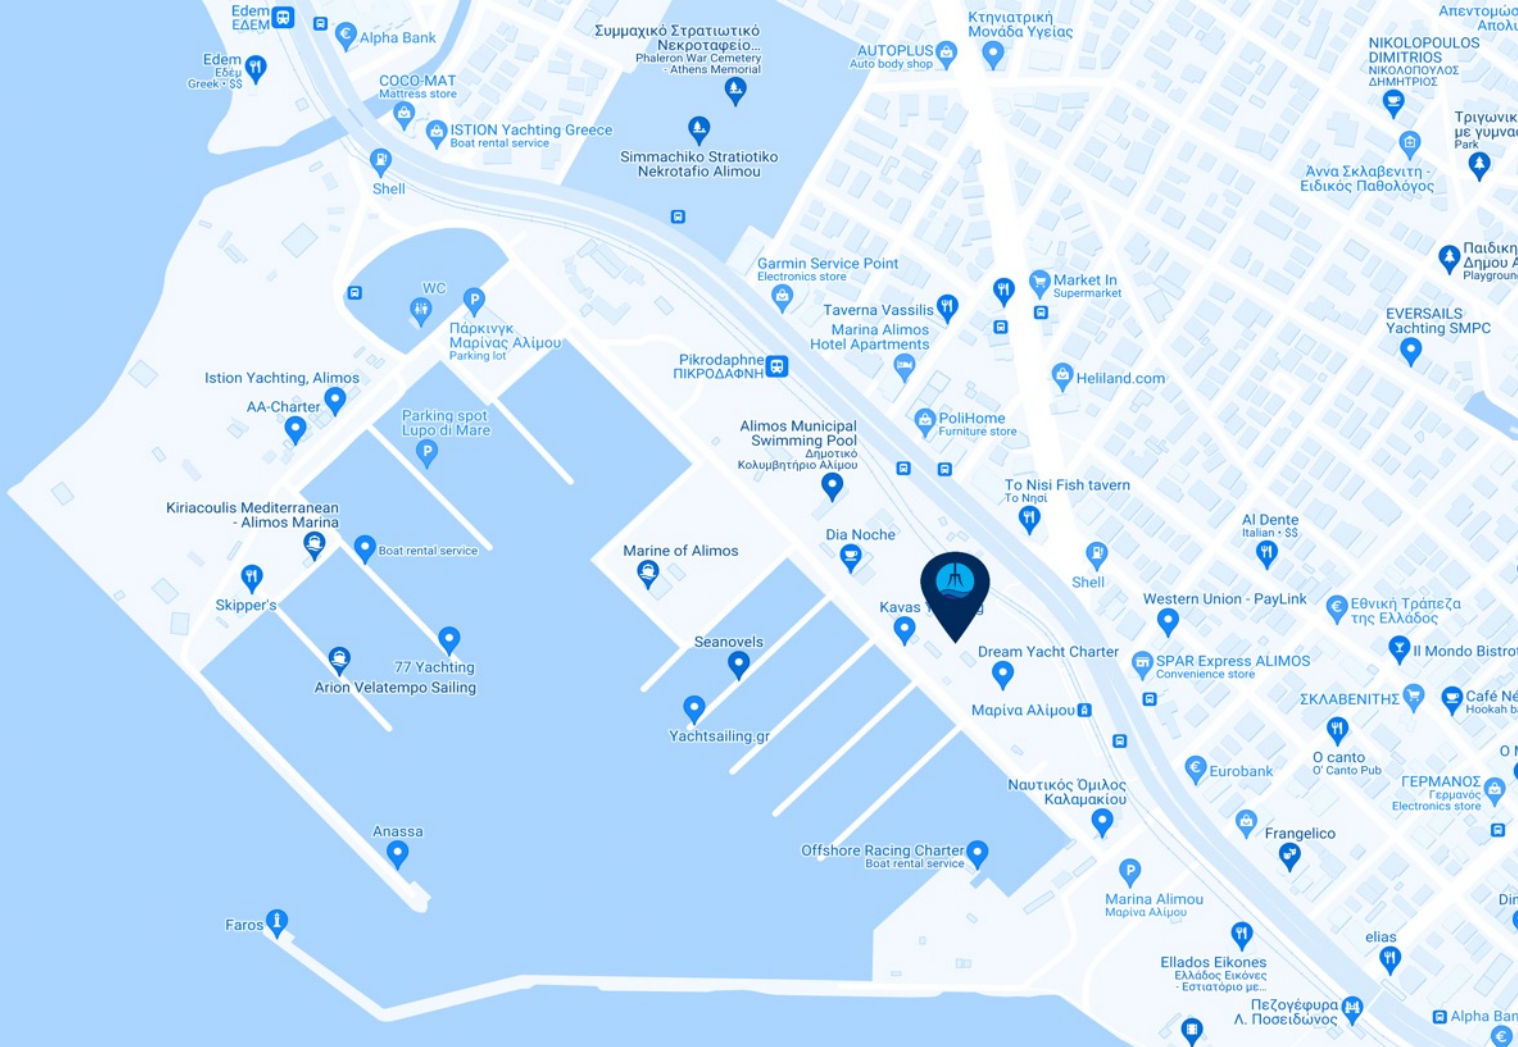 Edem
ΕΔΕΜ
Alpha Bank
Edem
Εδέμ
Greek • $$
COCO-MAT
Mattress store
ISTION Yachting Greece
Boat rental service
Shell
Συμμαχικό Στρατιωτικό
Νεκροταφείο...
Phaleron War Cemetery
- Athens Memorial
Simmachiko Stratiotiko
Nekrotafio Alimou
AUTOPLUS
Auto body shop
Κτηνιατρική
Μονάδα Υγείας
NIKOLOPOULOS
DIMITRIOS
ΝΙΚΟΛΟΠΟΥΛΟΣ
ΔΗΜΗΤΡΙΟΣ
Park
Άννα Σκλαβενιτη -
Ειδικός Παθολόγος
Garmin Service Point
Electronics store
Market In
Supermarket
Taverna Vassilis
Marina Alimos
Hotel Apartments
EVERSAILS
Yachting SMPC
WC
P
Πάρκινγκ
Μαρίνας Αλίμου
Parking lot
Pikrodaphne
ΠΙΚΡΟΔΑΦΝΗ
Heliland.com
Istion Yachting, Alimos
AA-Charter
Parking spot
Lupo di Mare
P
PoliHome
Furniture store
Alimos Municipal
Swimming Pool
Δημοτικό
Κολυμβητήριο Αλίμου
To Nisi Fish tavern
Το Νησί
Kiriacoulis Mediterranean
- Alimos Marina
Boat rental service
Al Dente
Italian • $$
Dia Noche
Marine of Alimos
Shell
Skipper's
Kavas
Western Union - PayLink
Εθνική Τράπεζα
της Ελλάδος
Seanovels
Dream Yacht Charter
SPAR Express ALIMOS
Convenience store
Il Mondo Bistrot
77 Yachting
Arion Velatempo Sailing
Μαρίνα Αλίμου
ΣΚΛΑΒΕΝΙΤΗΣ
Yachtsailing.gr
O canto
O' Canto Pub
Eurobank
Ναυτικός Όμιλος
Καλαμακίου
ΓΕΡΜΑΝΟΣ
Γερμανός
Electronics store
Anassa
Frangelico
Offshore Racing Charter
Boat rental service
P
Marina Alimou
Μαρίνα Αλίμου
Faros
elias
Ellados Eikones
Ελλάδος Εικόνες
- Εστιατόριο με...
Πεζογέφυρα
Λ. Ποσειδώνος
Alpha Ban